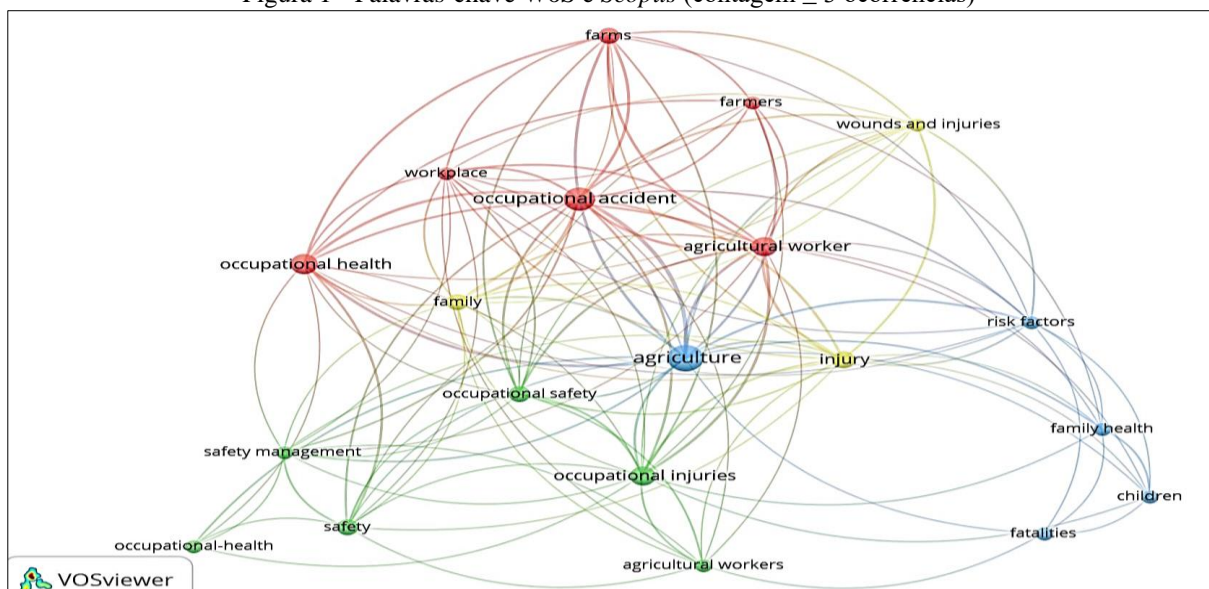 Figura 1 - Palavras-chave WoS e Scopus (contagem ≥ 3 ocorrências)
farms
farmers
wounds and injuries
workplace
occupational accident
agricultural worker
occupational health
family
risk factors
agriculture
injury
occupational safety
family health
safety management
occupational injuries
children
safety
fatalities
occupational-health
agricultural workers
VOSviewer